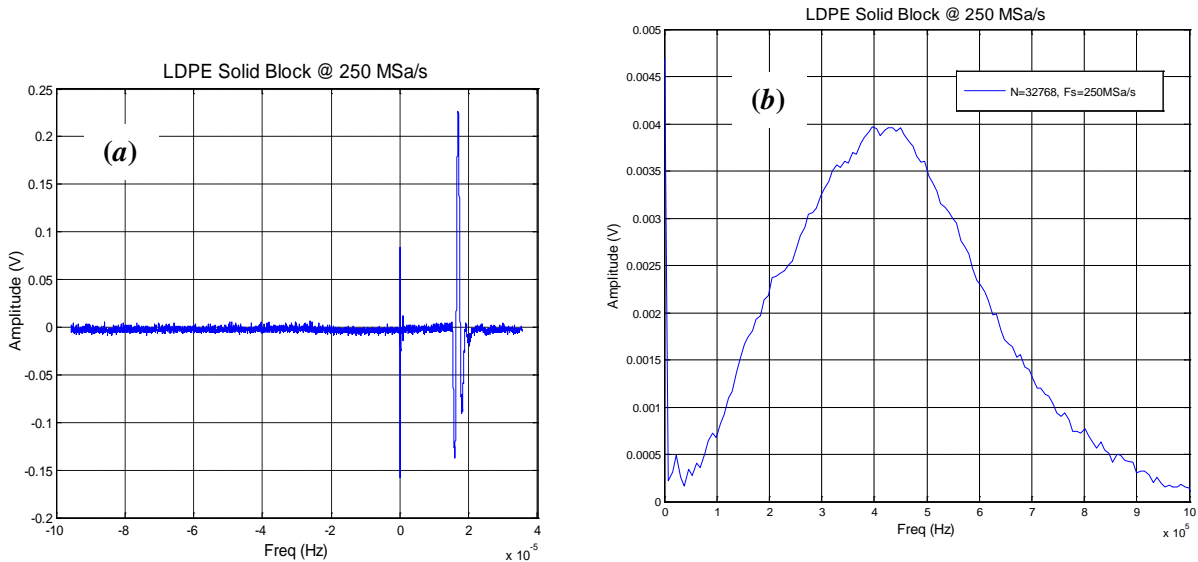 LDPE Solid Block @ 250 MSa/s
(a)
Amplitude (V)
0.25
0.2
0.15
0.1
0.05
0
-0.05
-0.1
-0.15
-0.2
-10 -8 -6 -4 -2 0 2 4
x 10^-5
Freq (Hz)
LDPE Solid Block @ 250 MSa/s
(b)
N=32768, Fs=250MSa/s
Amplitude (V)
0.005
0.0045
0.004
0.0035
0.003
0.0025
0.002
0.0015
0.001
0.0005
0
0 1 2 3 4 5 6 7 8 9 10
x 10^5
Freq (Hz)